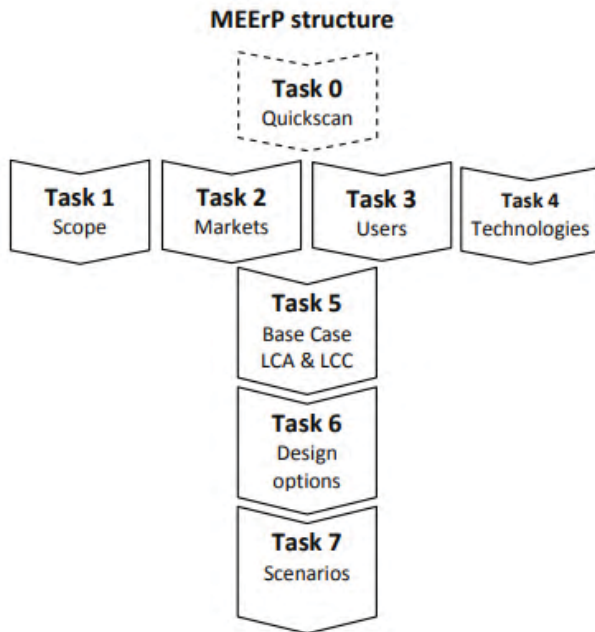 MEErP structure
Task 0
Quickscan
Task 1
Scope
Task 2
Markets
Task 3
Users
Task 4
Technologies
Task 5
Base Case
LCA & LCC
Task 6
Design
options
Task 7
Scenarios